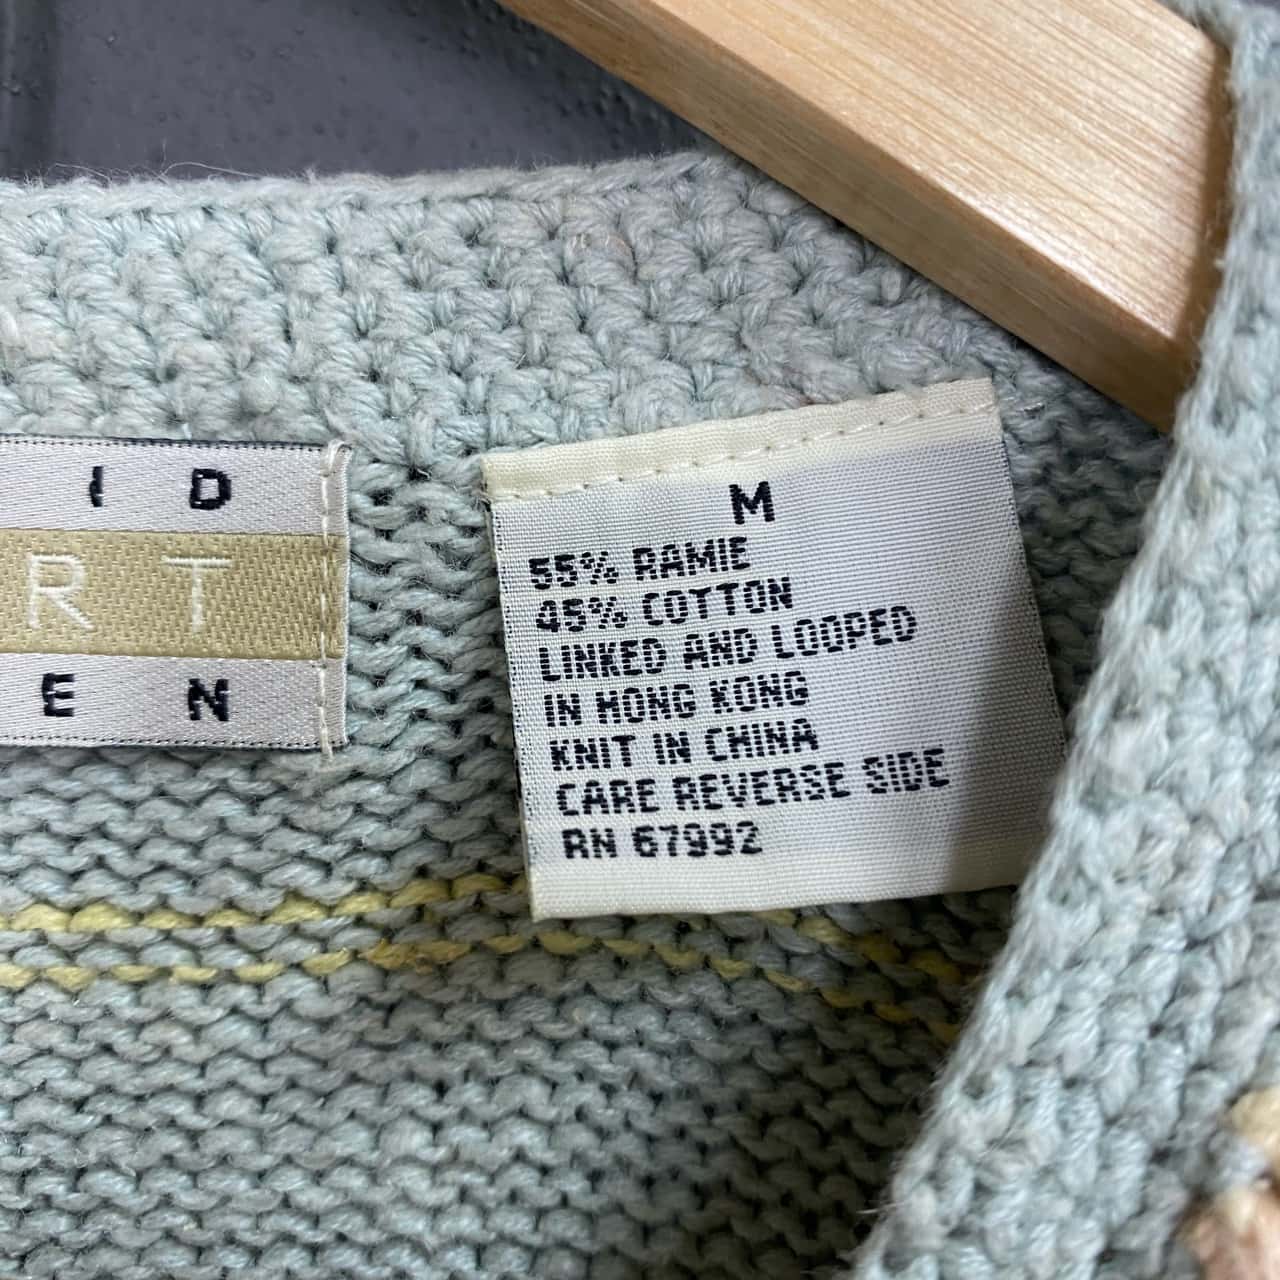 ID
RT
EN
M
55% RAMIE
45% COTTON
LINKED AND LOOPED
IN HONG KONG
KNIT IN CHINA
CARE REVERSE SIDE
RN 67992